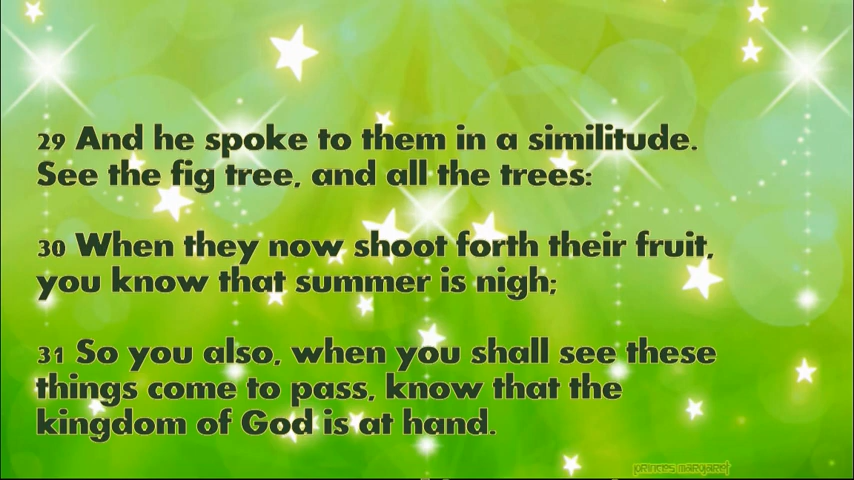 29 And he spoke to them in a similitude.
See the fig tree, and all the trees:
30 When they now shoot forth their fruit,
you know that summer is nigh;
31 So you also, when you shall see these
things come to pass, know that the
kingdom of God is at hand.